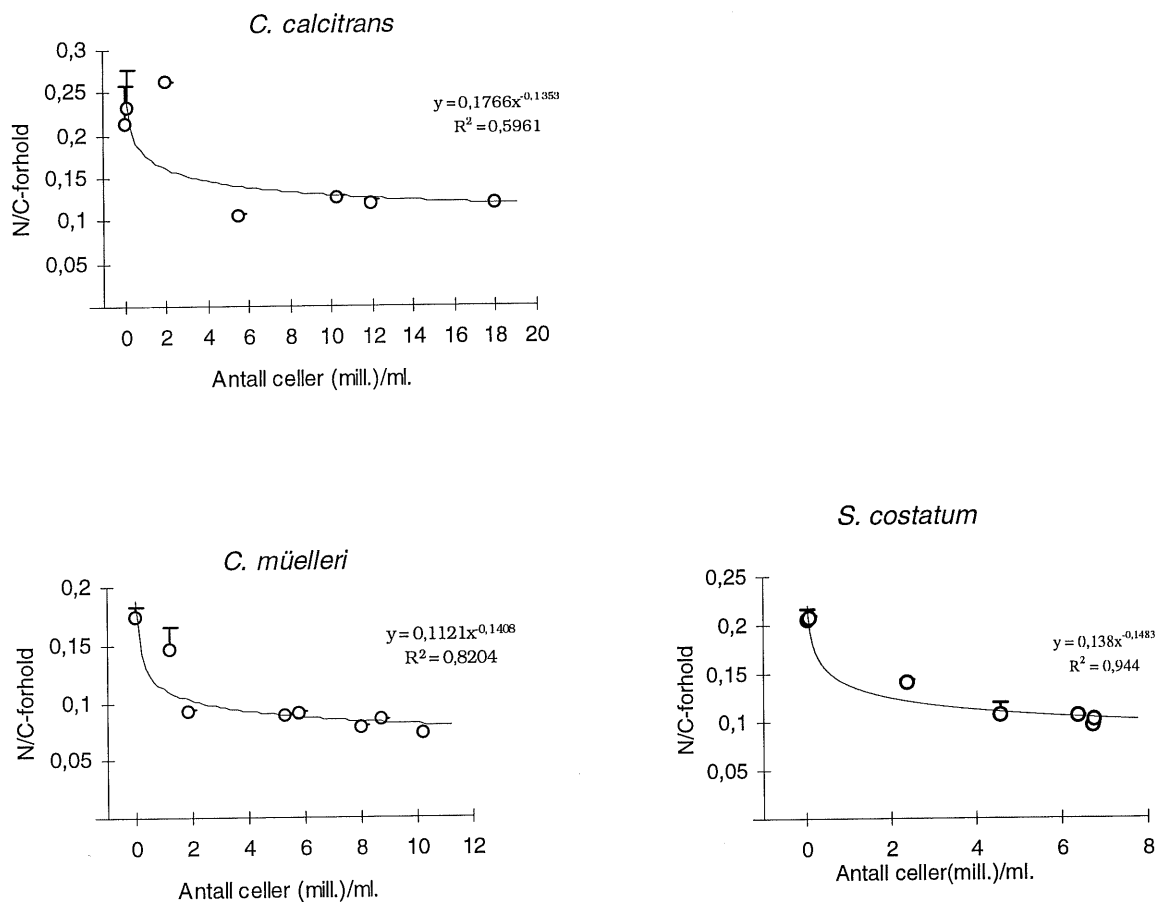 C. calcitrans
0,3
0,25
0,2
0,15
0,1
0,05
N/C-forhold
y=0,1766x^-0,1353
R² =0,5961
0 2 4 6 8 10 12 14 16 18 20
Antall celler (mill.)/ml.
C. müelleri
0,2
0,15
0,1
0,05
N/C-forhold
y=0,1121x^-0,1408
R²=0,8204
0 2 4 6 8 10 12
Antall celler (mill.)/ml.
S. costatum
0,25
0,2
0,15
0,1
0,05
N/C-forhold
y=0,138x^-0,1483
R² =0,944
0 2 4 6 8
Antall celler(mill.)/ml.